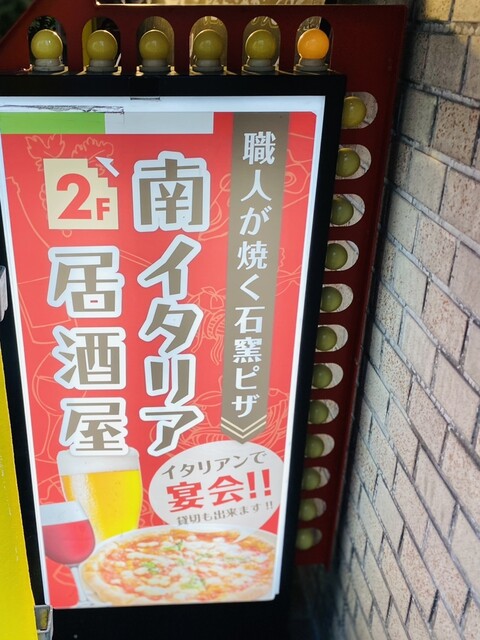 職人が焼く石窯ピザ
南イタリア
2F
居酒屋
イタリアンで
宴会!!
貸切も出来ます!!